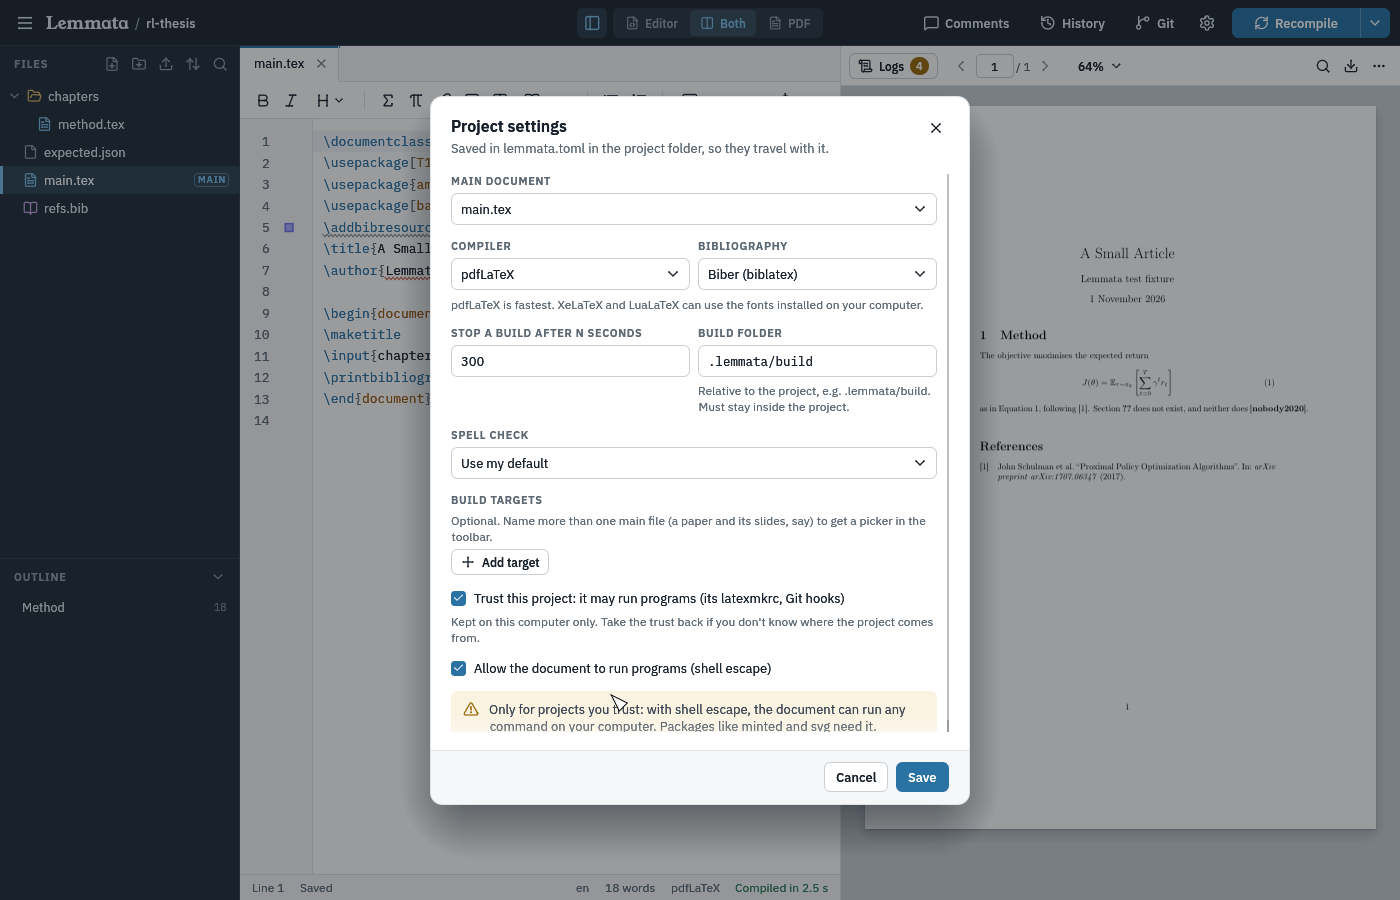 Lemmata / rl-thesis
Editor
Both
PDF
Comments
History
Git
Recompile
FILES
chapters
method.tex
expected.json
main.tex
MAIN
refs.bib
OUTLINE
Method
18
main.tex
B I H Σ π
1 \documentclass
2 \usepackage[T1
3 \usepackage{am
4 \usepackage[ba
5 \addbibresourc
6 \title{A Small
7 \author{Lemmat
8
9 \begin{documen
10 \maketitle
11 \input{chapter
12 \printbibliogr
13 \end{document}
14
Line 1
Saved
en
18 words
pdfLaTeX
Compiled in 2.5 s
Project settings
Saved in lemmata.toml in the project folder, so they travel with it.
MAIN DOCUMENT
main.tex
COMPILER
BIBLIOGRAPHY
pdfLaTeX
Biber (biblatex)
pdfLaTeX is fastest. XeLaTeX and LuaLaTeX can use the fonts installed on your computer.
STOP A BUILD AFTER N SECONDS
BUILD FOLDER
300
.lemmata/build
Relative to the project, e.g. .lemmata/build.
Must stay inside the project.
SPELL CHECK
Use my default
BUILD TARGETS
Optional. Name more than one main file (a paper and its slides, say) to get a picker in the
toolbar.
Add target
Trust this project: it may run programs (its latexmkrc, Git hooks)
Kept on this computer only. Take the trust back if you don't know where the project comes
from.
Allow the document to run programs (shell escape)
Only for projects you trust: with shell escape, the document can run any
command on your computer. Packages like minted and svg need it.
Cancel
Save
Logs 4
1 / 1
64%
A Small Article
Lemmata test fixture
1 November 2026
1 Method
The objective maximises the expected return
(1)
as in Equation 1, following [1]. Section ?? does not exist, and neither does [nobody2020].
References
[1] John Schulman et al. “Proximal Policy Optimization Algorithms”. In: arXiv
preprint arXiv:1707.06347 (2017).
1